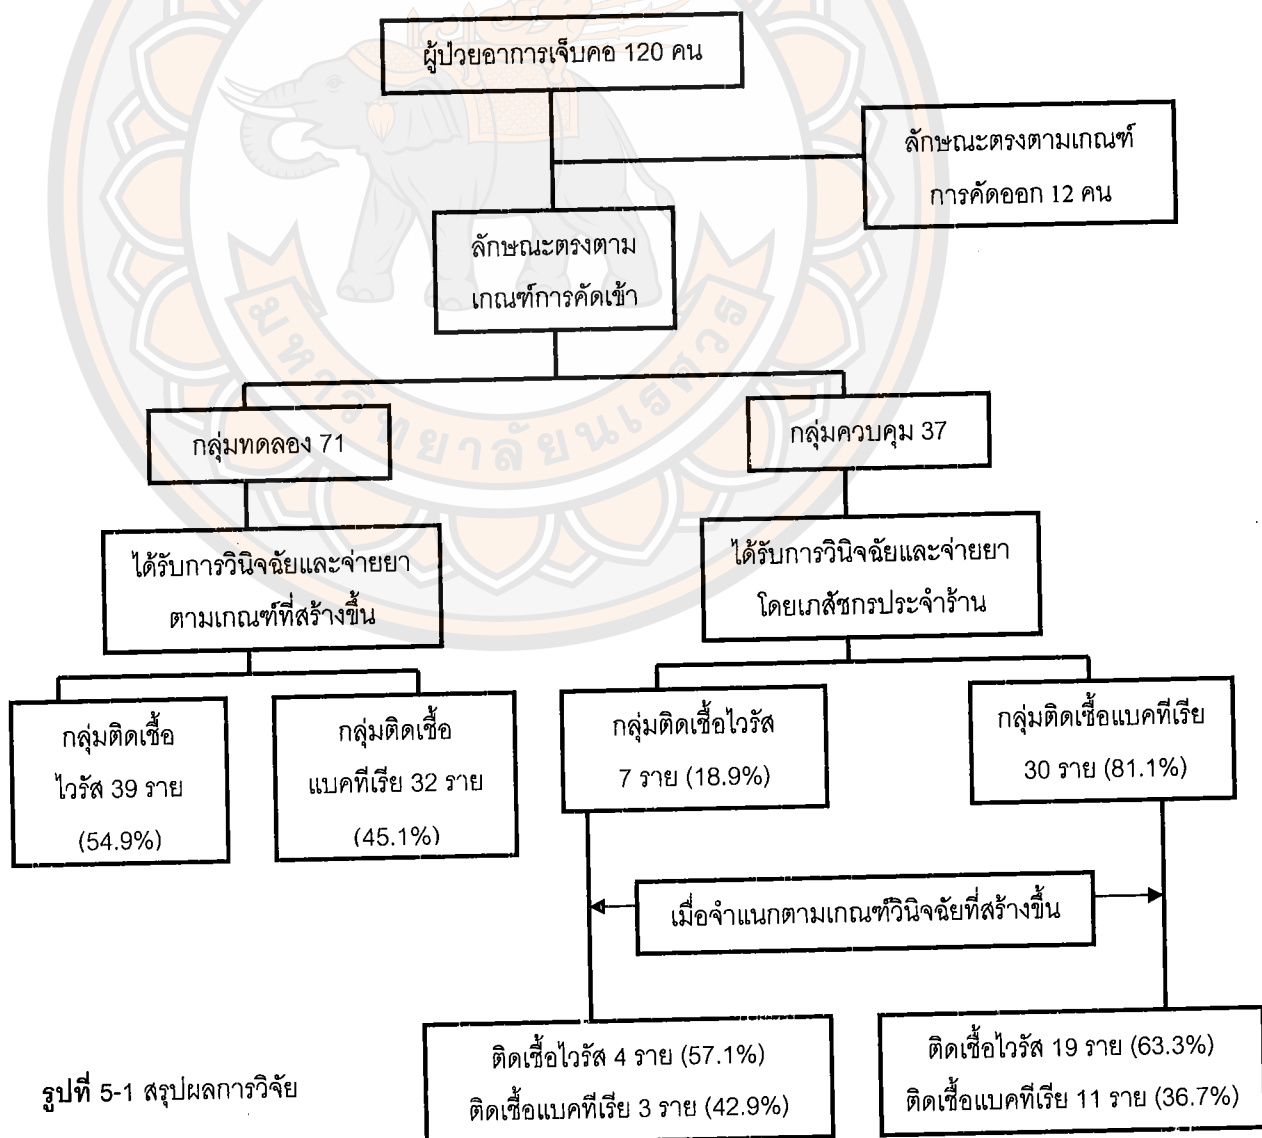 ผู้ป่วยอาการเจ็บคอ 120 คน
ลักษณะตรงตามเกณฑ์
การคัดออก 12 คน
ลักษณะตรงตาม
เกณฑ์การคัดเข้า
มหาวิทยาลัยนเรศวร
กลุ่มทดลอง 71
กลุ่มควบคุม 37
ได้รับการวินิจฉัยและจ่ายยา
ตามเกณฑ์ที่สร้างขึ้น
ได้รับการวินิจฉัยและจ่ายยา
โดยเภสัชกรประจำร้าน
กลุ่มติดเชื้อ
ไวรัส 39 ราย
(54.9%)
กลุ่มติดเชื้อ
แบคทีเรีย 32 ราย
(45.1%)
กลุ่มติดเชื้อไวรัส
7 ราย (18.9%)
กลุ่มติดเชื้อแบคทีเรีย
30 ราย (81.1%)
เมื่อจำแนกตามเกณฑ์วินิจฉัยที่สร้างขึ้น
ติดเชื้อไวรัส 4 ราย (57.1%)
ติดเชื้อแบคทีเรีย 3 ราย (42.9%)
ติดเชื้อไวรัส 19 ราย (63.3%)
ติดเชื้อแบคทีเรีย 11 ราย (36.7%)
รูปที่ 5-1 สรุปผลการวิจัย